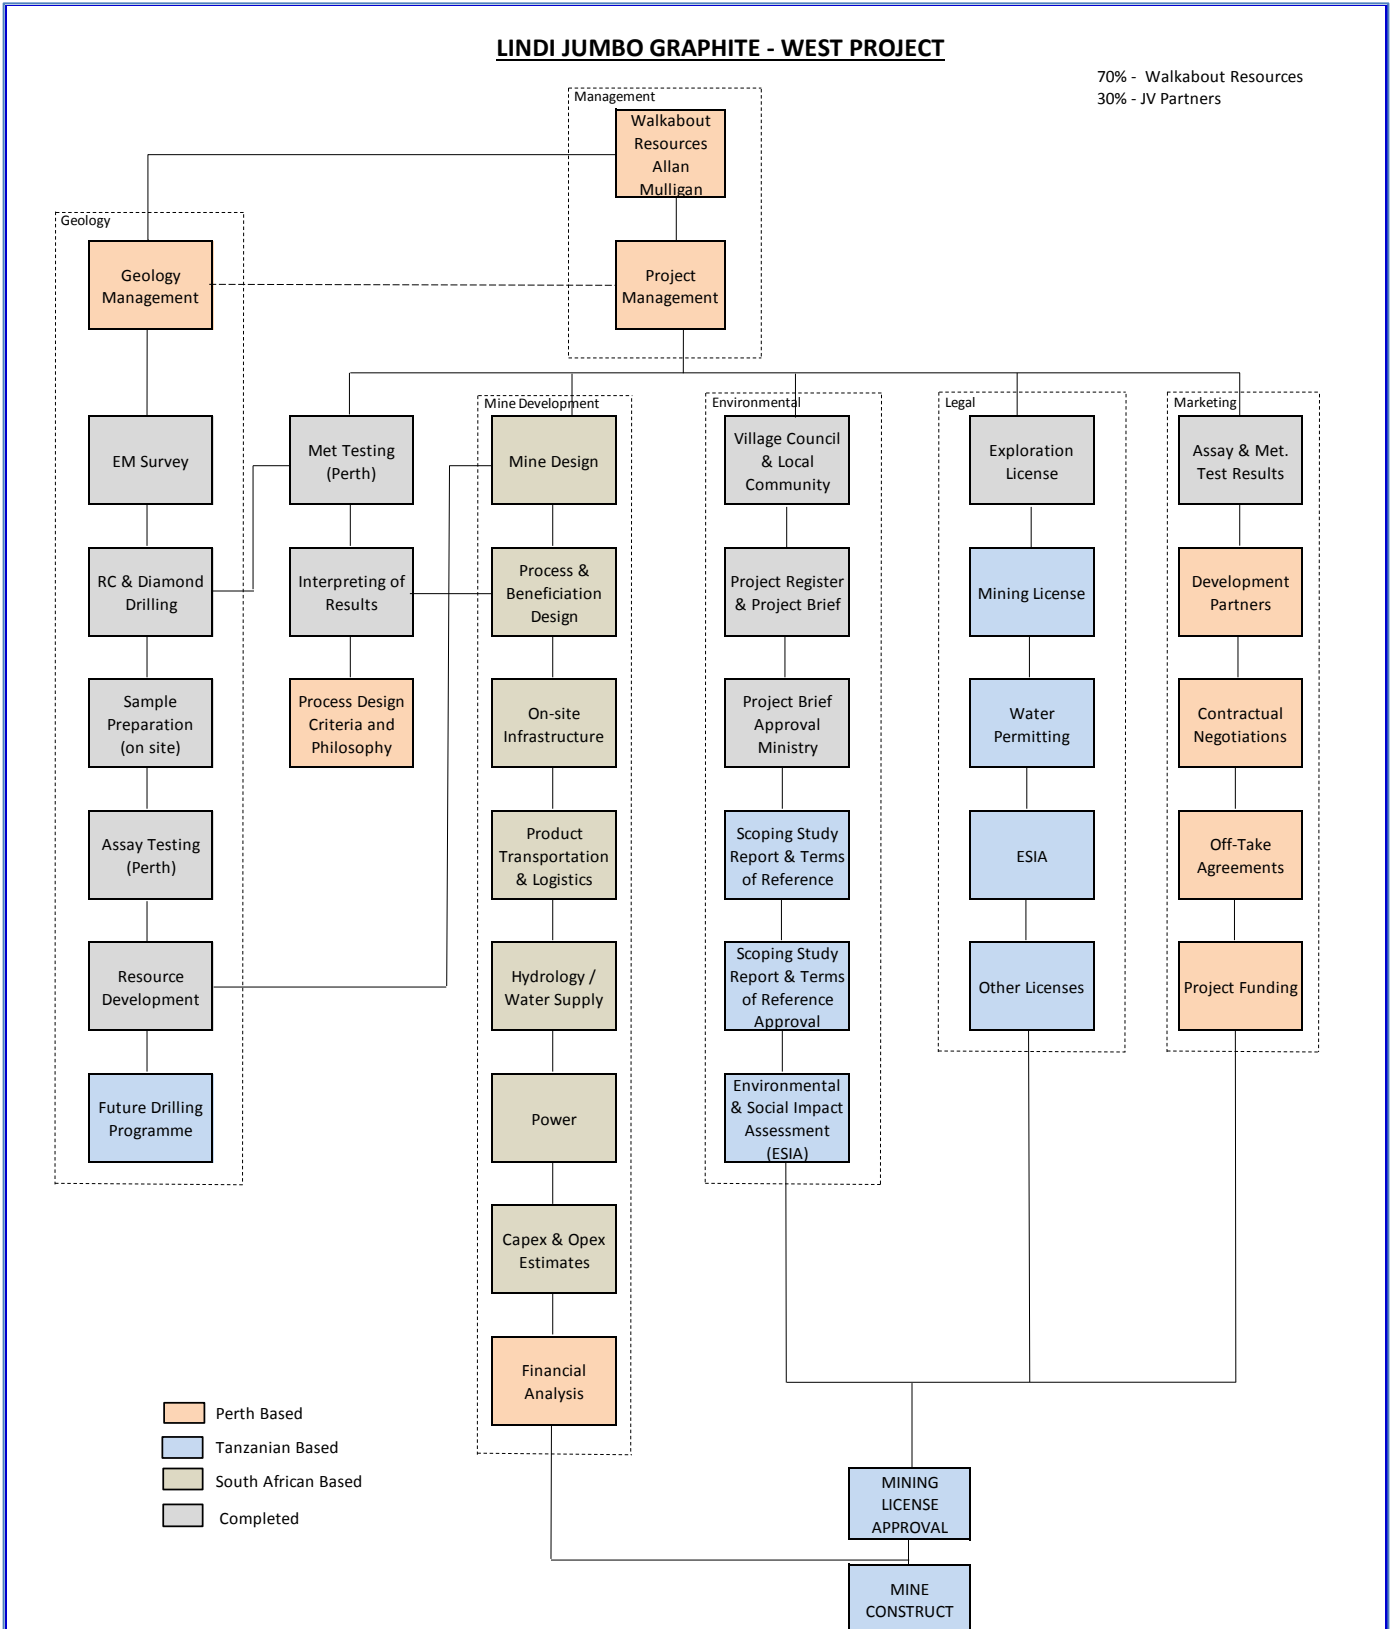 LINDI JUMBO GRAPHITE - WEST PROJECT
70% - Walkabout Resources
30% - JV Partners
Management
Walkabout
Resources
Allan
Mulligan
Project
Management
Geology
Geology
Management
EM Survey
RC & Diamond
Drilling
Sample
Preparation
(on site)
Assay Testing
(Perth)
Resource
Development
Future Drilling
Programme
Met Testing
(Perth)
Interpreting of
Results
Process Design
Criteria and
Philosophy
Mine Development
Mine Design
Process &
Beneficiation
Design
On-site
Infrastructure
Product
Transportation
& Logistics
Hydrology /
Water Supply
Power
Capex & Opex
Estimates
Financial
Analysis
Environmental
Village Council
& Local
Community
Project Register
& Project Brief
Project Brief
Approval
Ministry
Scoping Study
Report & Terms
of Reference
Scoping Study
Report & Terms
of Reference
Approval
Environmental
& Social Impact
Assessment
(ESIA)
Legal
Exploration
License
Mining License
Water
Permitting
ESIA
Other Licenses
Marketing
Assay & Met.
Test Results
Development
Partners
Contractual
Negotiations
Off-Take
Agreements
Project Funding
Perth Based
Tanzanian Based
South African Based
Completed
MINING
LICENSE
APPROVAL
MINE
CONSTRUCT